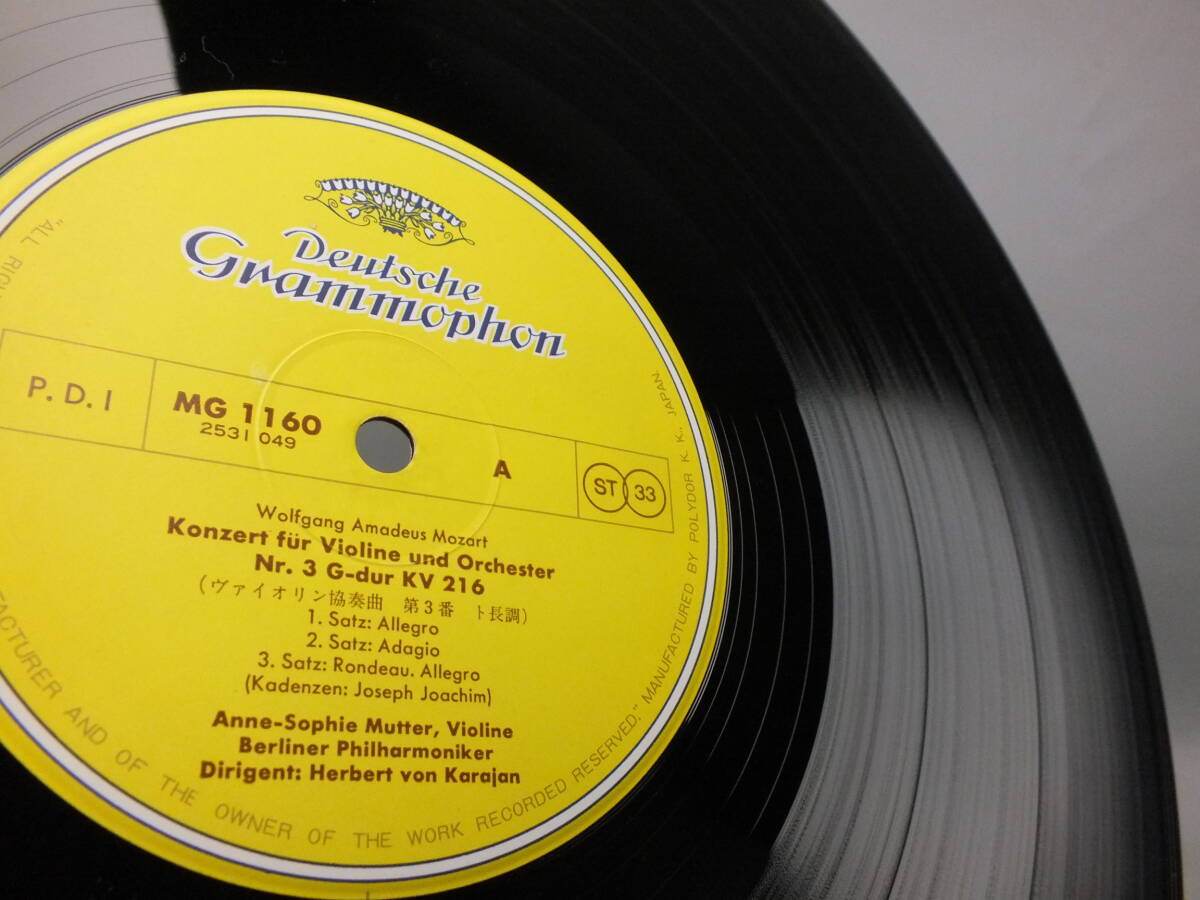 Deutsche
Grammophon
P.D.I
MG 1160
2531 049
A
ST 33
Wolfgang Amadeus Mozart
Konzert für Violine und Orchester
Nr. 3 G-dur KV 216
(ヴァイオリン協奏曲 第3番 ト長調)
1. Satz: Allegro
2. Satz: Adagio
3. Satz: Rondeau. Allegro
(Kadenzen: Joseph Joachim)
Anne-Sophie Mutter, Violine
Berliner Philharmoniker
Dirigent: Herbert von Karajan
"ALL
AND OF THE OWNER OF THE WORK RECORDED RESERVED." MANUFACTURED BY POLYDOR K. K., JAPAN